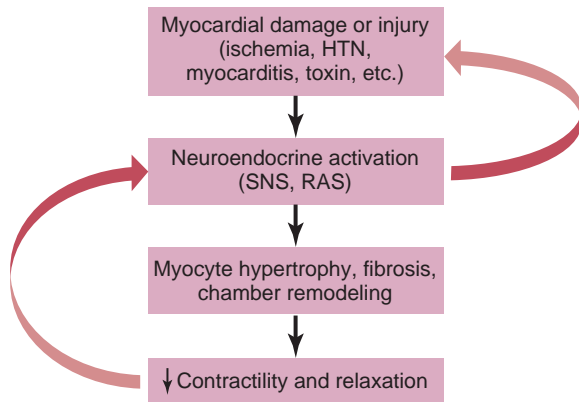 Myocardial damage or injury
(ischemia, HTN,
myocarditis, toxin, etc.)
Neuroendocrine activation
(SNS, RAS)
Myocyte hypertrophy, fibrosis,
chamber remodeling
↓ Contractility and relaxation